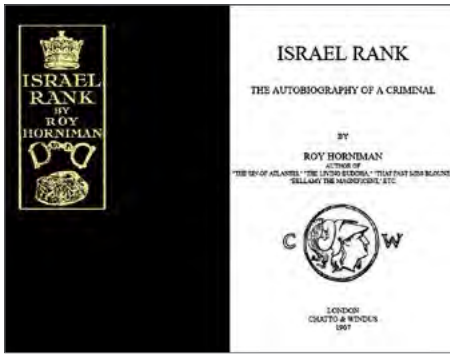 ISRAEL
RANK
BY
ROY
HORNIMAN
ISRAEL RANK
THE AUTOBIOGRAPHY OF A CRIMINAL
BY
ROY HORNIMAN
AUTHOR OF
"THE SIN OF ATLANTIS," "THE LIVING BUDDHA," "THAT FAST MISS BLOUNT"
"BELLAMY THE MAGNIFICENT," ETC.
C W
LONDON
CHATTO & WINDUS
1907